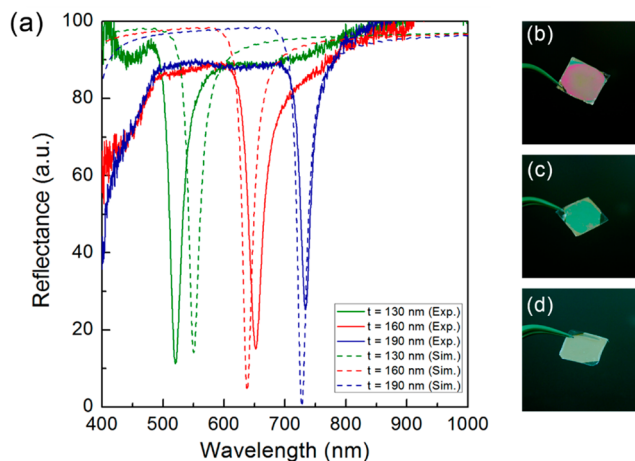 (a)
100
80
60
40
20
0
Reflectance (a.u.)
400 500 600 700 800 900 1000
Wavelength (nm)
t = 130 nm (Exp.)
t = 160 nm (Exp.)
t = 190 nm (Exp.)
t = 130 nm (Sim.)
t = 160 nm (Sim.)
t = 190 nm (Sim.)
(b)
(c)
(d)